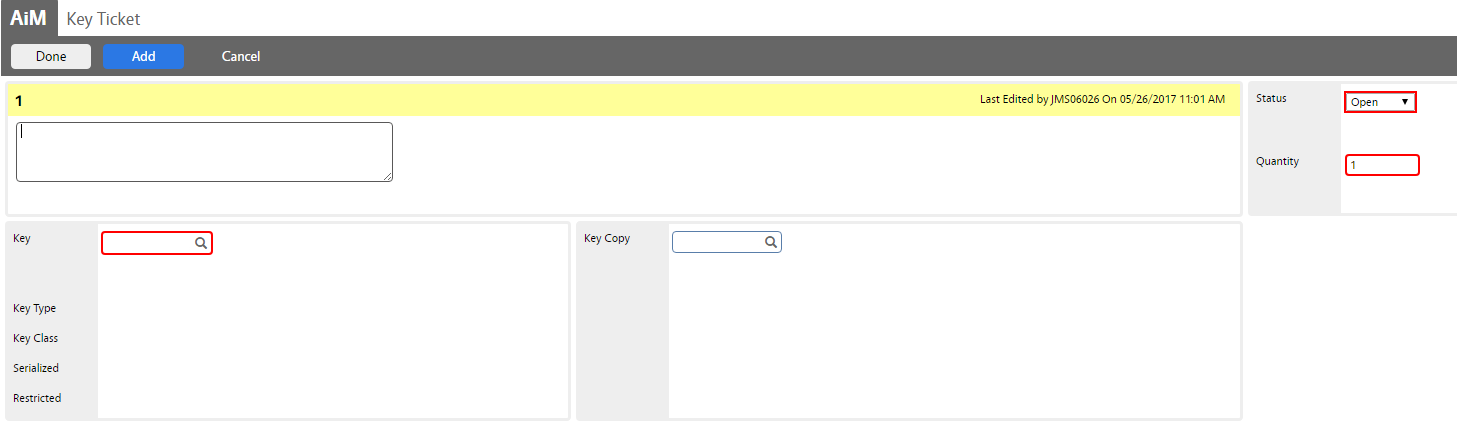 AiM Key Ticket
Done Add Cancel
1 Last Edited by JMS06026 On 05/26/2017 11:01 AM
Status Open
Quantity 1
Key
Key Type
Key Class
Serialized
Restricted
Key Copy